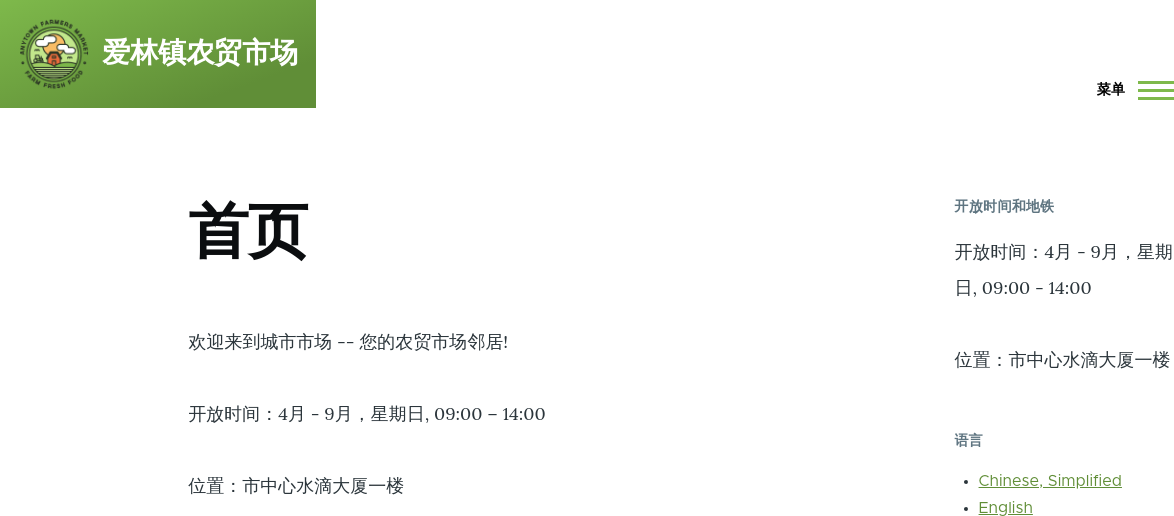 ANYTOWN FARMERS MARKET
FARM FRESH FOOD
爱林镇农贸市场
菜单
首页
欢迎来到城市市场 -- 您的农贸市场邻居!
开放时间：4月 - 9月，星期日, 09:00 – 14:00
位置：市中心水滴大厦一楼
开放时间和地铁
开放时间：4月 - 9月，星期
日, 09:00 - 14:00
位置：市中心水滴大厦一楼
语言
Chinese, Simplified
English